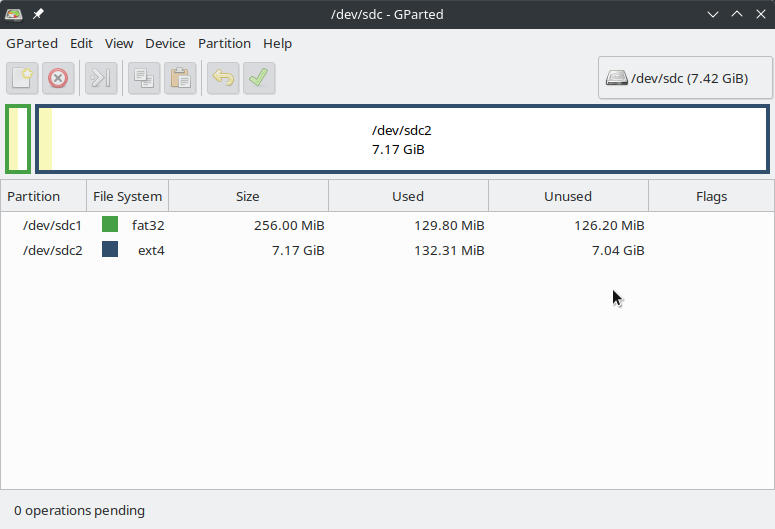 /dev/sdc - GParted
GParted Edit View Device Partition Help
/dev/sdc (7.42 GiB)
/dev/sdc2
7.17 GiB
Partition File System Size Used Unused Flags
/dev/sdc1 fat32 256.00 MiB 129.80 MiB 126.20 MiB
/dev/sdc2 ext4 7.17 GiB 132.31 MiB 7.04 GiB
0 operations pending